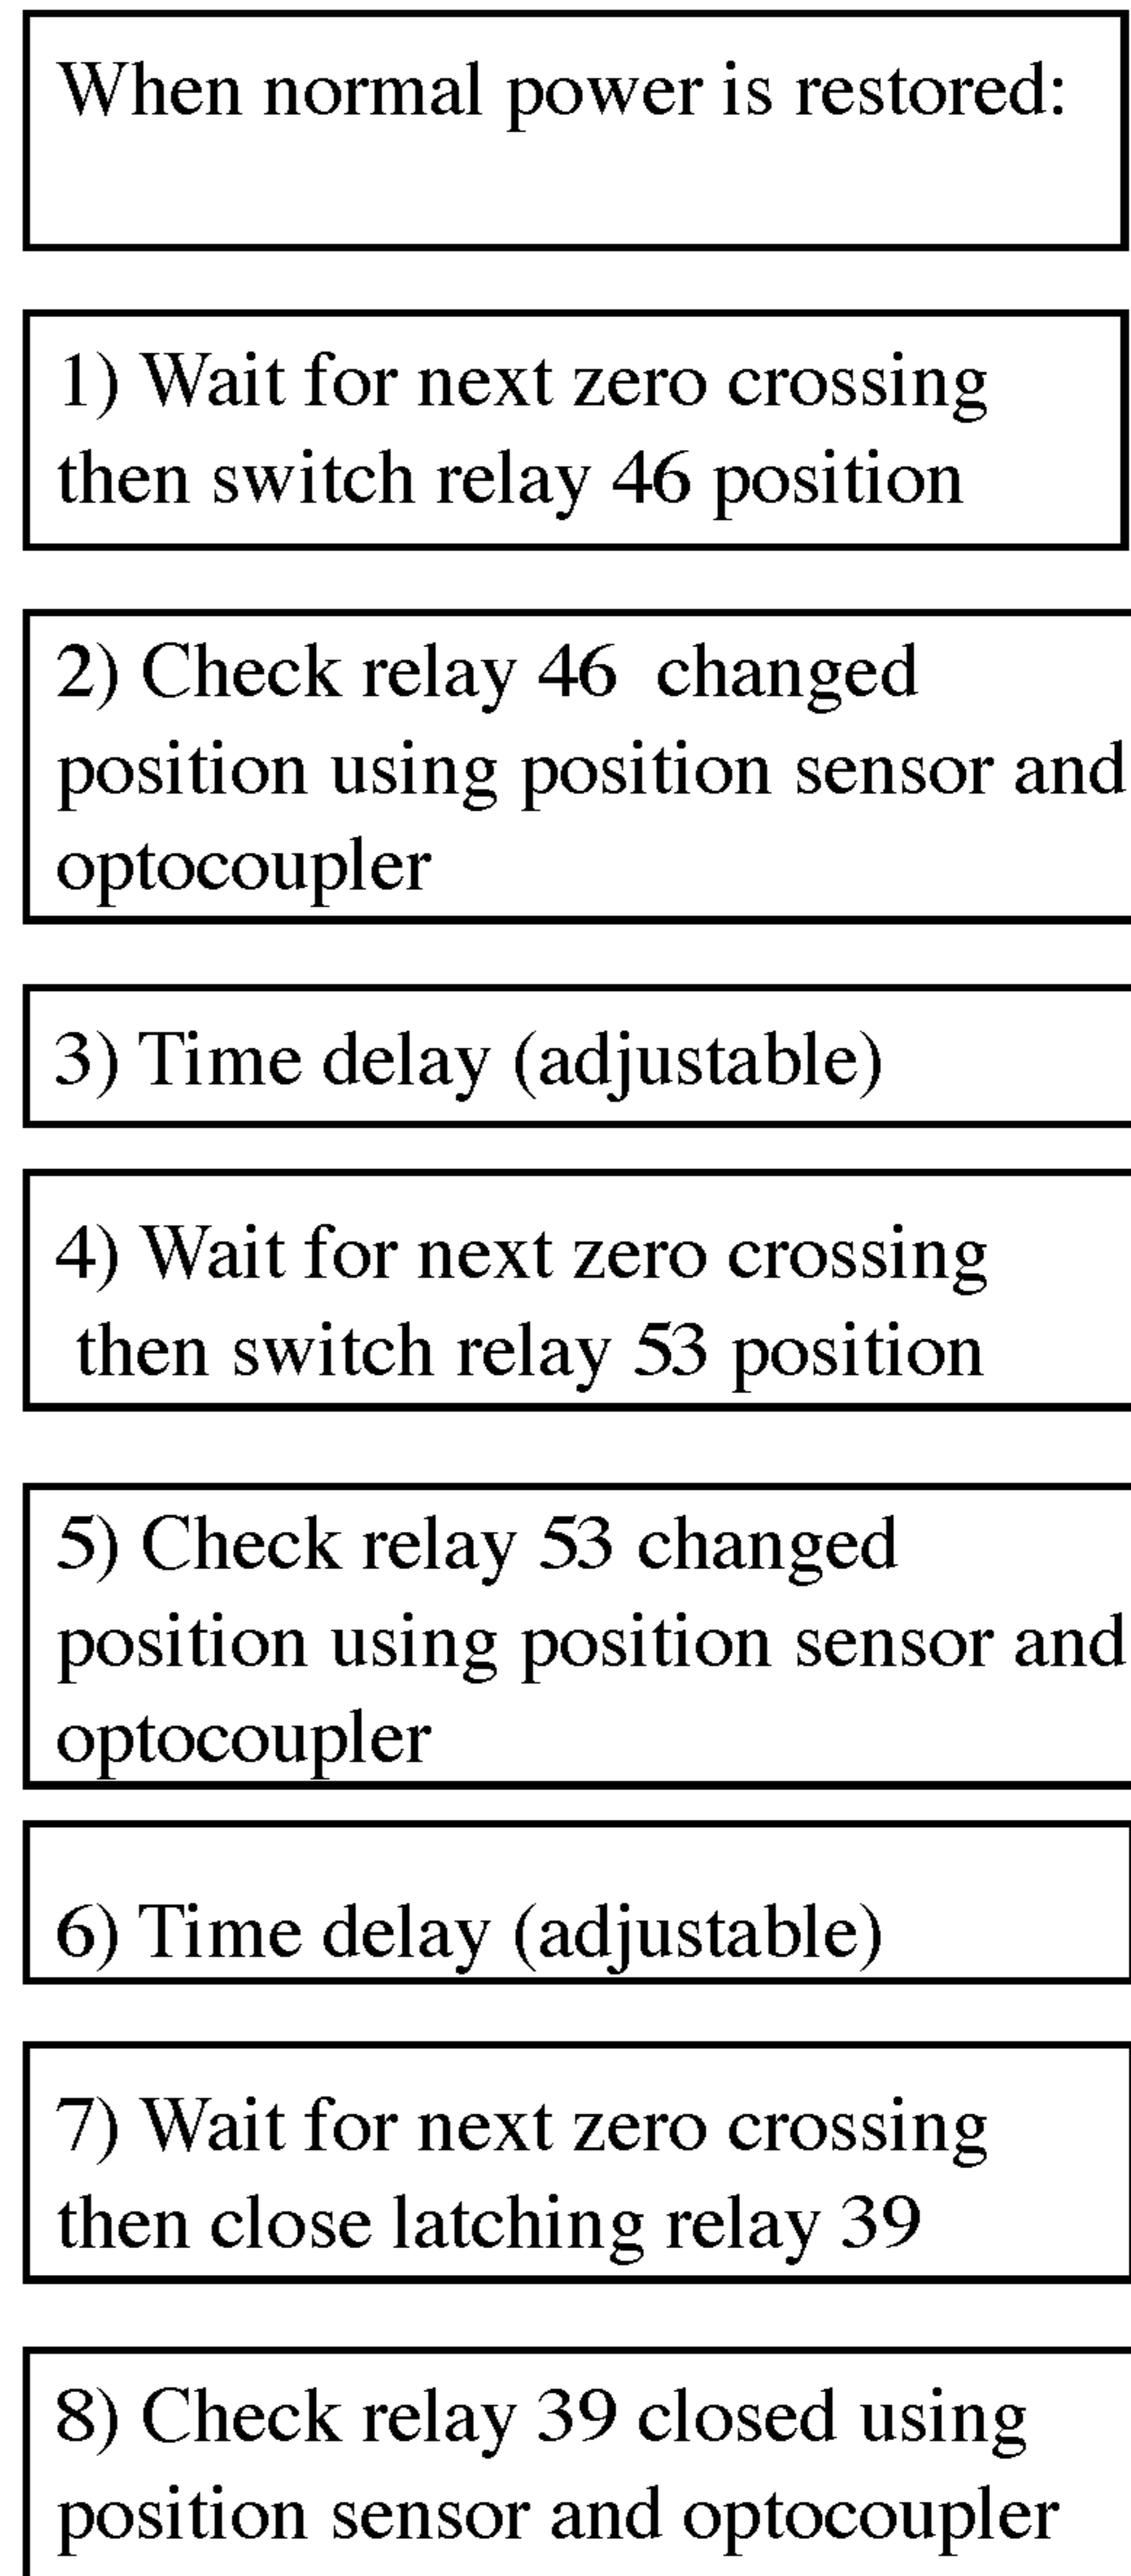 When normal power is restored:
1) Wait for next zero crossing
then switch relay 46 position
2) Check relay 46  changed
position using position sensor and
optocoupler
3) Time delay (adjustable)
4) Wait for next zero crossing
then switch relay 53 position
5) Check relay 53 changed
position using position sensor and
optocoupler
6) Time delay (adjustable)
7) Wait for next zero crossing
then close latching relay 39
8) Check relay 39 closed using
position sensor and optocoupler